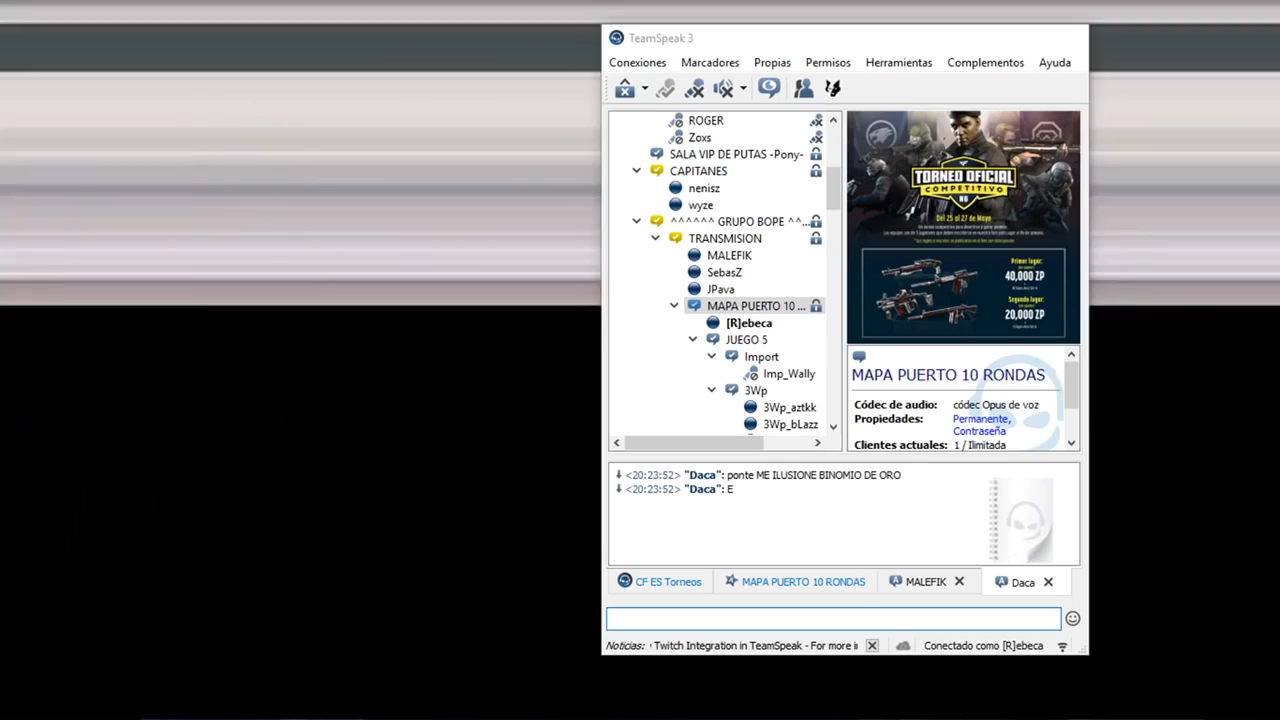 TeamSpeak 3
Conexiones Marcadores Propias Permisos Herramientas Complementos Ayuda
ROGER
Zoxs
SALA VIP DE PUTAS -Pony-
CAPITANES
nenisz
wyze
^^^^^^ GRUPO BOPE ^^...
TRANSMISION
MALEFIK
SebasZ
JPava
MAPA PUERTO 10 ...
[R]ebeca
JUEGO 5
Import
Imp_Wally
3Wp
3Wp_aztkk
3Wp_bLazz
TORNEO OFICIAL
COMPETITIVO
Del 25 al 27 de Mayo
Primer lugar:
40,000 ZP
Segundo lugar:
20,000 ZP
MAPA PUERTO 10 RONDAS
Códec de audio: códec Opus de voz
Propiedades: Permanente,
Contraseña
Clientes actuales: 1 / Ilimitada
<20:23:52> "Daca": ponte ME ILUSIONE BINOMIO DE ORO
<20:23:52> "Daca": E
CF ES Torneos MAPA PUERTO 10 RONDAS MALEFIK Daca
Noticias: Twitch Integration in TeamSpeak - For more i Conectado como [R]ebeca